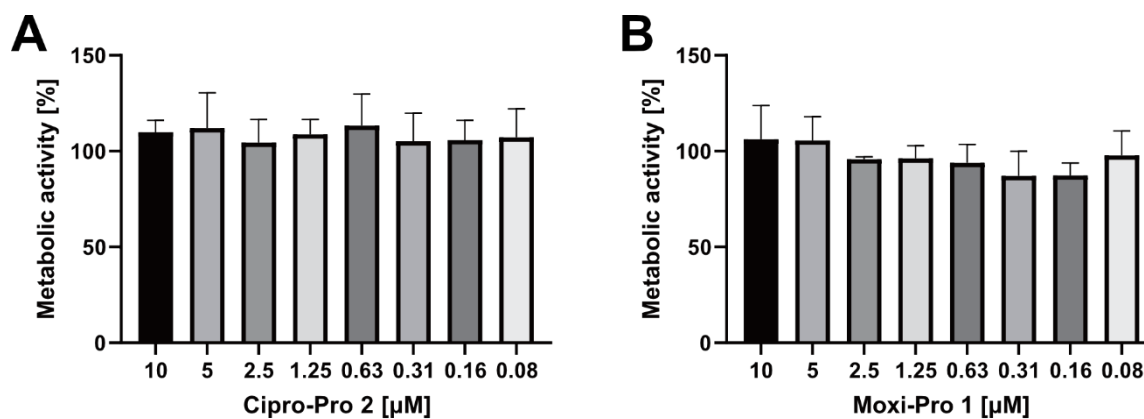 A
Metabolic activity [%]
150
100
50
0
10 5 2.5 1.25 0.63 0.31 0.16 0.08
Cipro-Pro 2 [µM]
B
Metabolic activity [%]
150
100
50
0
10 5 2.5 1.25 0.63 0.31 0.16 0.08
Moxi-Pro 1 [µM]